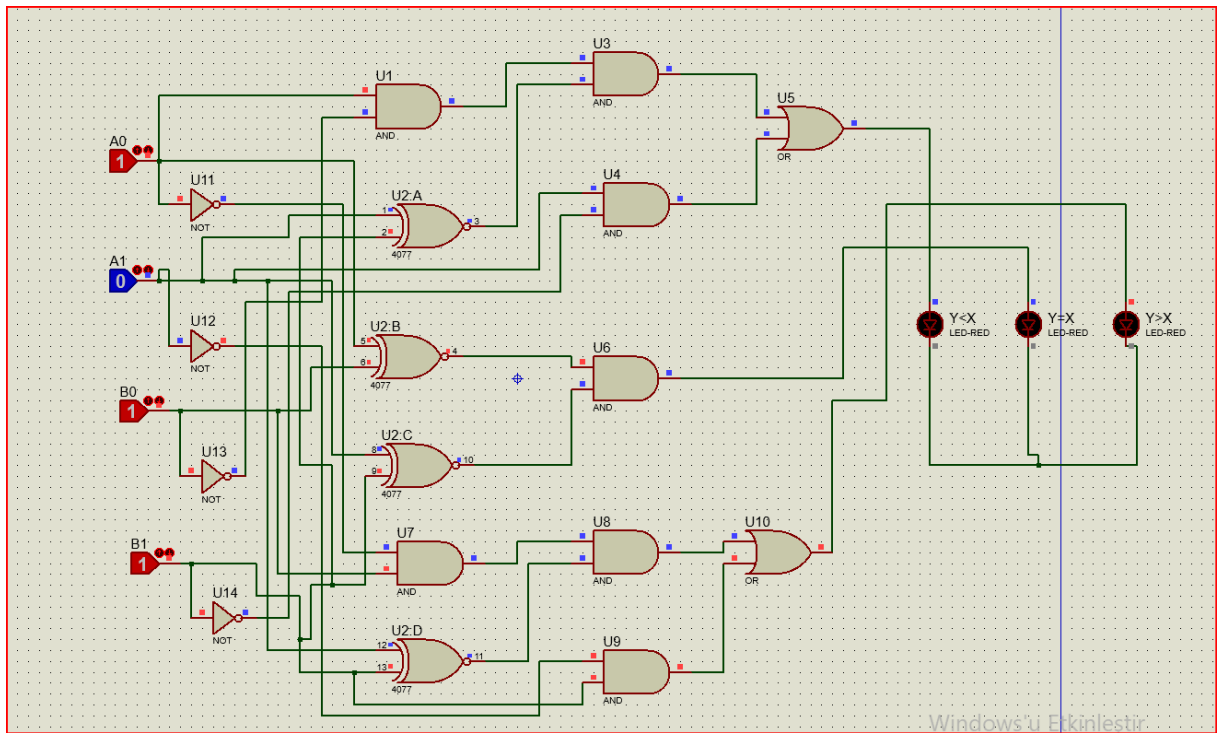 U3
AND
U1
AND
U5
OR
A0
1
U11
NOT
U2:A
1
2
3
4077
U4
AND
A1
0
U12
NOT
U2:B
5
6
4
4077
U6
AND
Y<X
LED-RED
Y=X
LED-RED
Y>X
LED-RED
B0
1
U13
NOT
U2:C
8
9
10
4077
B1
1
U14
NOT
U7
AND
U8
AND
U10
OR
U2:D
12
13
11
4077
U9
AND
Windows'u Etkinleştir